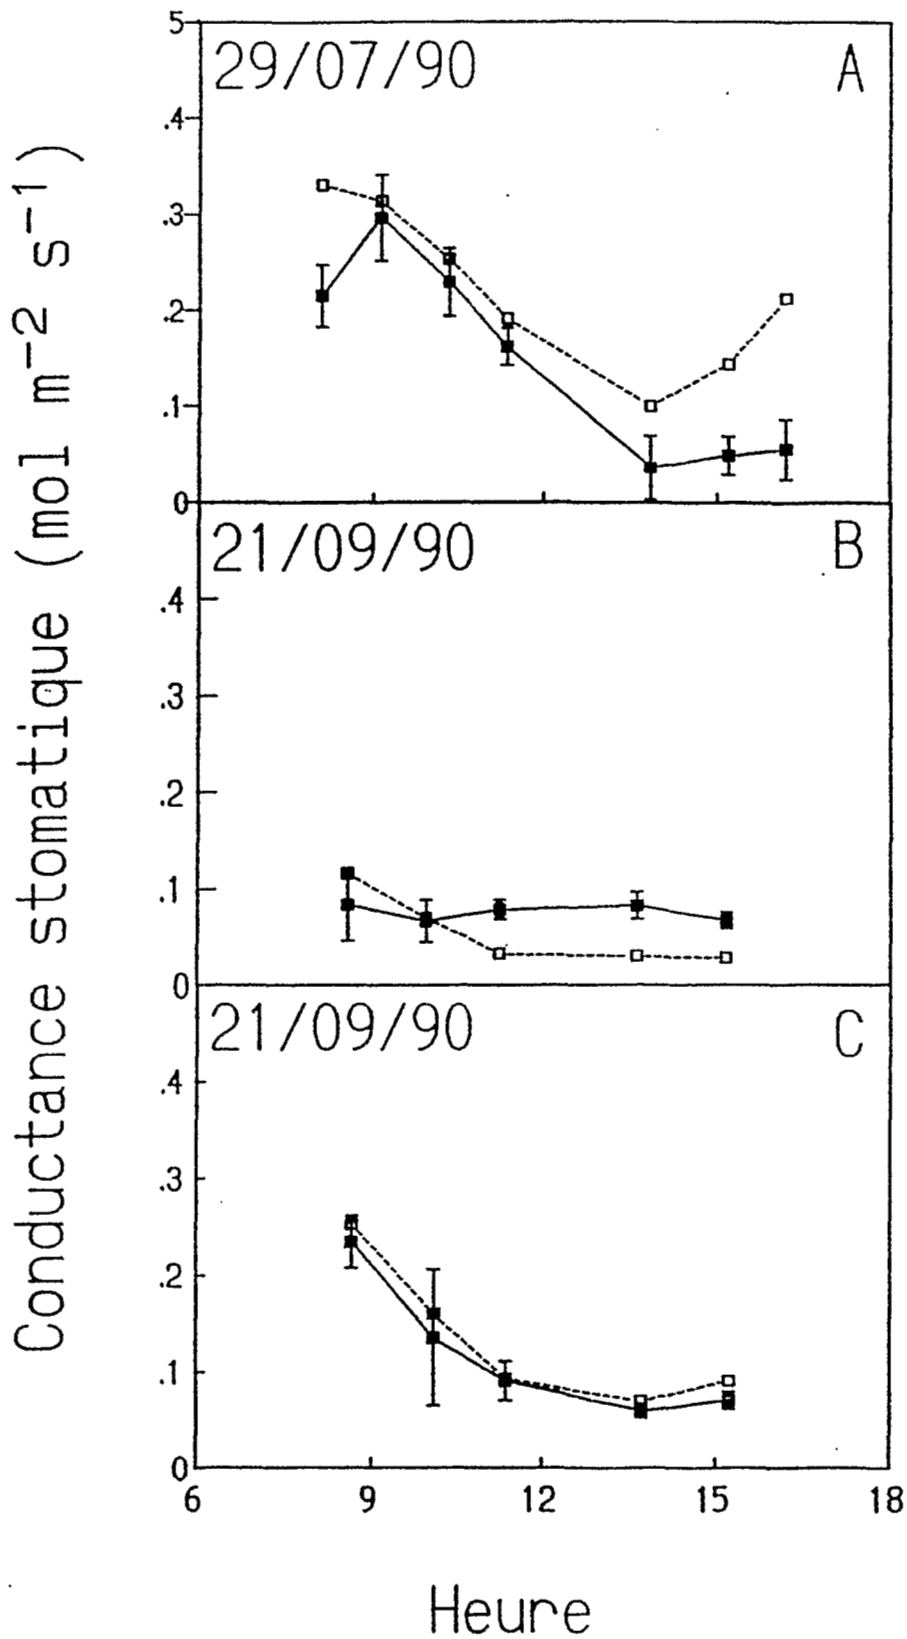 Conductance stomatique (mol m⁻² s⁻¹)
5
29/07/90 A
.4
.3
.2
.1
0
21/09/90 B
.4
.3
.2
.1
0
21/09/90 C
.4
.3
.2
.1
0
6 9 12 15 18
Heure